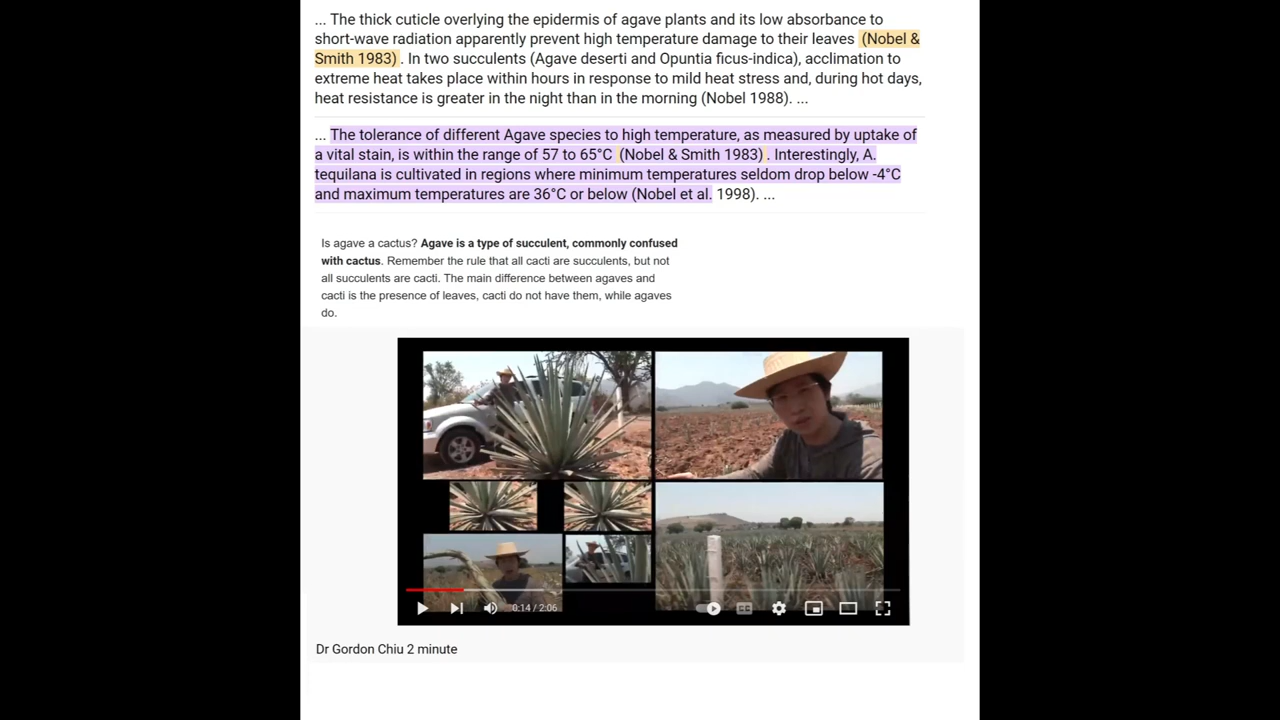 ... The thick cuticle overlying the epidermis of agave plants and its low absorbance to
short-wave radiation apparently prevent high temperature damage to their leaves (Nobel &
Smith 1983) . In two succulents (Agave deserti and Opuntia ficus-indica), acclimation to
extreme heat takes place within hours in response to mild heat stress and, during hot days,
heat resistance is greater in the night than in the morning (Nobel 1988). ...
... The tolerance of different Agave species to high temperature, as measured by uptake of
a vital stain, is within the range of 57 to 65°C (Nobel & Smith 1983) . Interestingly, A.
tequilana is cultivated in regions where minimum temperatures seldom drop below -4°C
and maximum temperatures are 36°C or below (Nobel et al. 1998). ...
Is agave a cactus? Agave is a type of succulent, commonly confused
with cactus. Remember the rule that all cacti are succulents, but not
all succulents are cacti. The main difference between agaves and
cacti is the presence of leaves, cacti do not have them, while agaves
do.
0:14 / 2:06
CC
Dr Gordon Chiu 2 minute